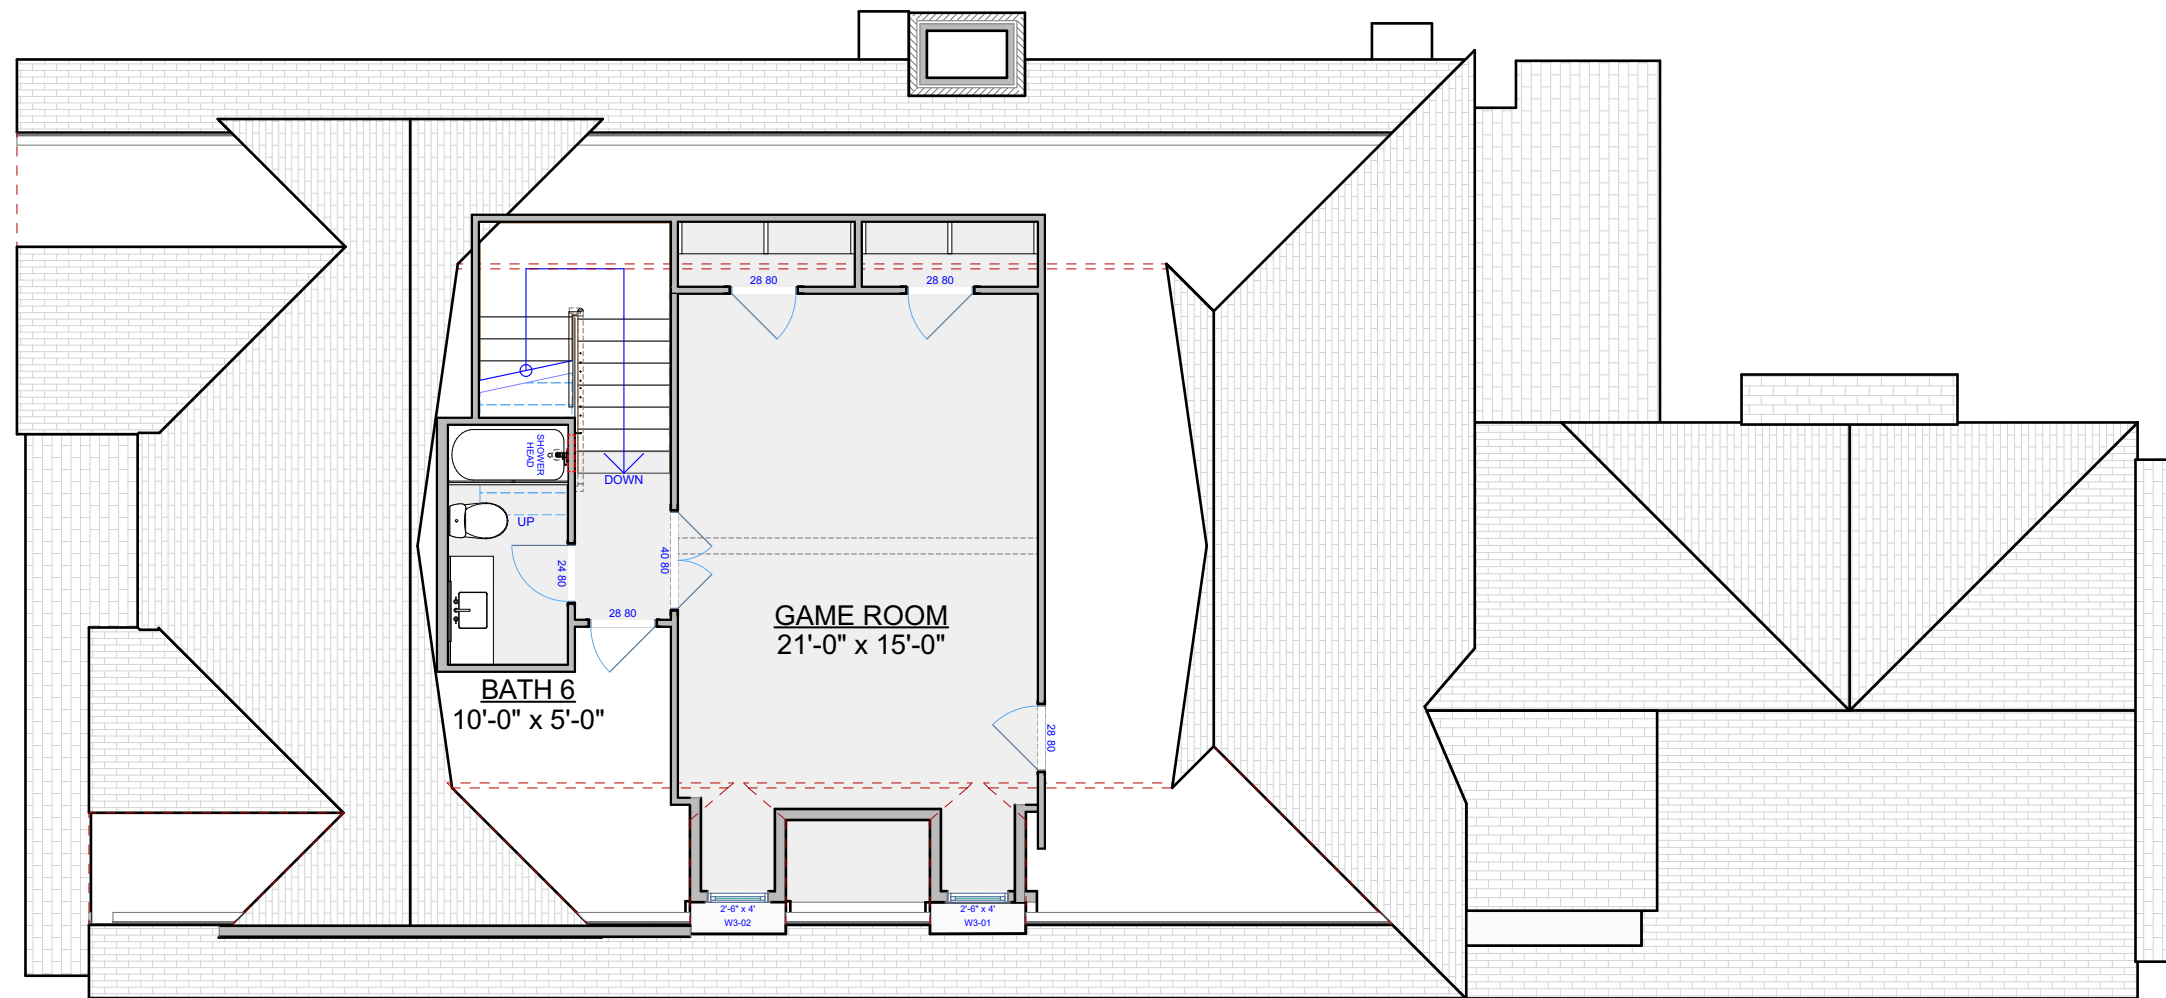 28 80
28 80
SHOWER
HEAD
DOWN
UP
40 80
24 80
28 80
GAME ROOM
21'-0" x 15'-0"
BATH 6
10'-0" x 5'-0"
28 80
2'-6" x 4'
W3-02
2'-6" x 4'
W3-01